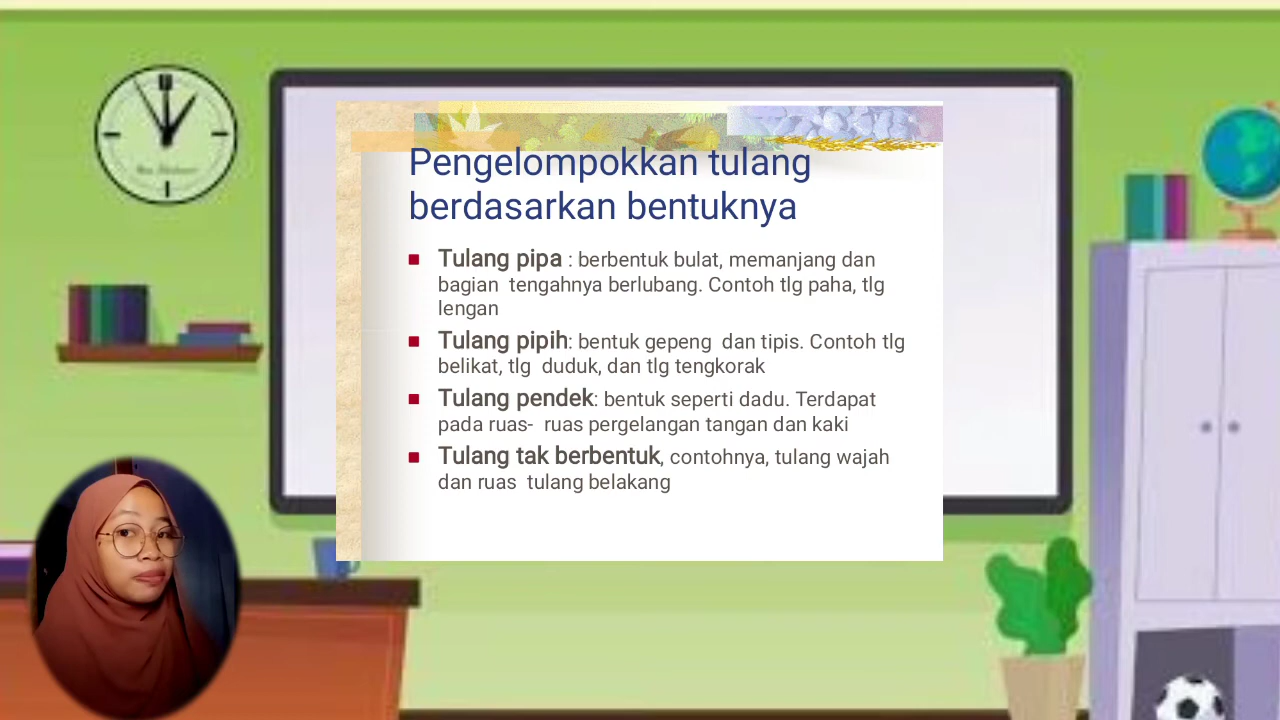 Pengelompokkan tulang
berdasarkan bentuknya
Tulang pipa : berbentuk bulat, memanjang dan
bagian tengahnya berlubang. Contoh tlg paha, tlg
lengan
Tulang pipih: bentuk gepeng dan tipis. Contoh tlg
belikat, tlg duduk, dan tlg tengkorak
Tulang pendek: bentuk seperti dadu. Terdapat
pada ruas- ruas pergelangan tangan dan kaki
Tulang tak berbentuk, contohnya, tulang wajah
dan ruas tulang belakang